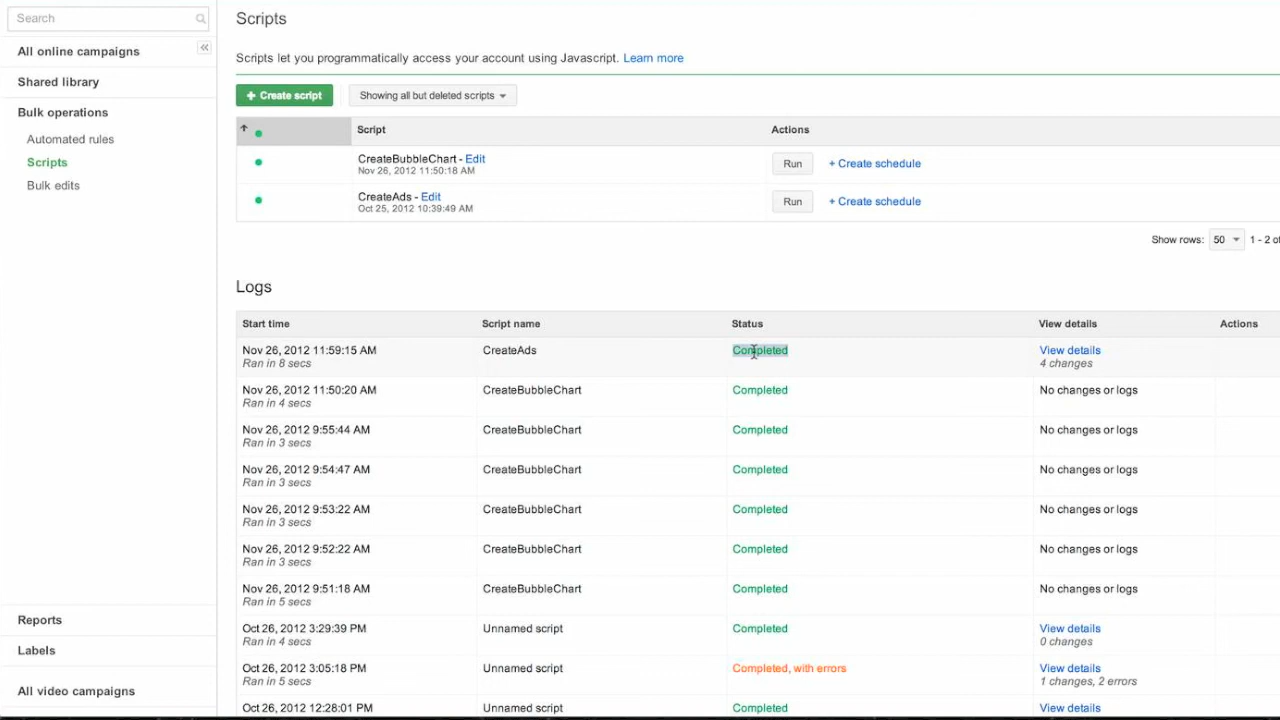 Search
All online campaigns
Shared library
Bulk operations
Automated rules
Scripts
Bulk edits
Reports
Labels
All video campaigns
Scripts
Scripts let you programmatically access your account using Javascript. Learn more
+ Create script Showing all but deleted scripts
Script Actions
CreateBubbleChart - Edit Run + Create schedule
Nov 26, 2012 11:50:18 AM
CreateAds - Edit Run + Create schedule
Oct 25, 2012 10:39:49 AM
Show rows: 50 1 - 2 of
Logs
Start time Script name Status View details Actions
Nov 26, 2012 11:59:15 AM CreateAds Completed View details
Ran in 8 secs 4 changes
Nov 26, 2012 11:50:20 AM CreateBubbleChart Completed No changes or logs
Ran in 4 secs
Nov 26, 2012 9:55:44 AM CreateBubbleChart Completed No changes or logs
Ran in 3 secs
Nov 26, 2012 9:54:47 AM CreateBubbleChart Completed No changes or logs
Ran in 3 secs
Nov 26, 2012 9:53:22 AM CreateBubbleChart Completed No changes or logs
Ran in 3 secs
Nov 26, 2012 9:52:22 AM CreateBubbleChart Completed No changes or logs
Ran in 3 secs
Nov 26, 2012 9:51:18 AM CreateBubbleChart Completed No changes or logs
Ran in 5 secs
Oct 26, 2012 3:29:39 PM Unnamed script Completed View details
Ran in 4 secs 0 changes
Oct 26, 2012 3:05:18 PM Unnamed script Completed, with errors View details
Ran in 5 secs 1 changes, 2 errors
Oct 26, 2012 12:28:01 PM Unnamed script Completed View details